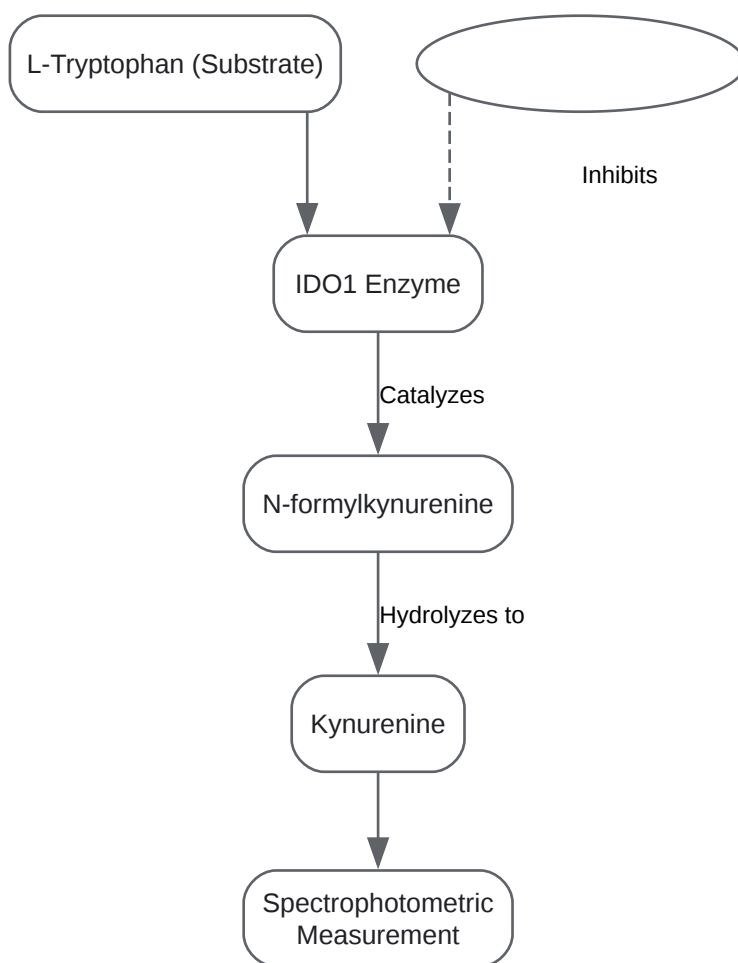 L-Tryptophan (Substrate)
Inhibits
IDO1 Enzyme
Catalyzes
N-formylkynurenine
Hydrolyzes to
Kynurenine
Spectrophotometric
Measurement